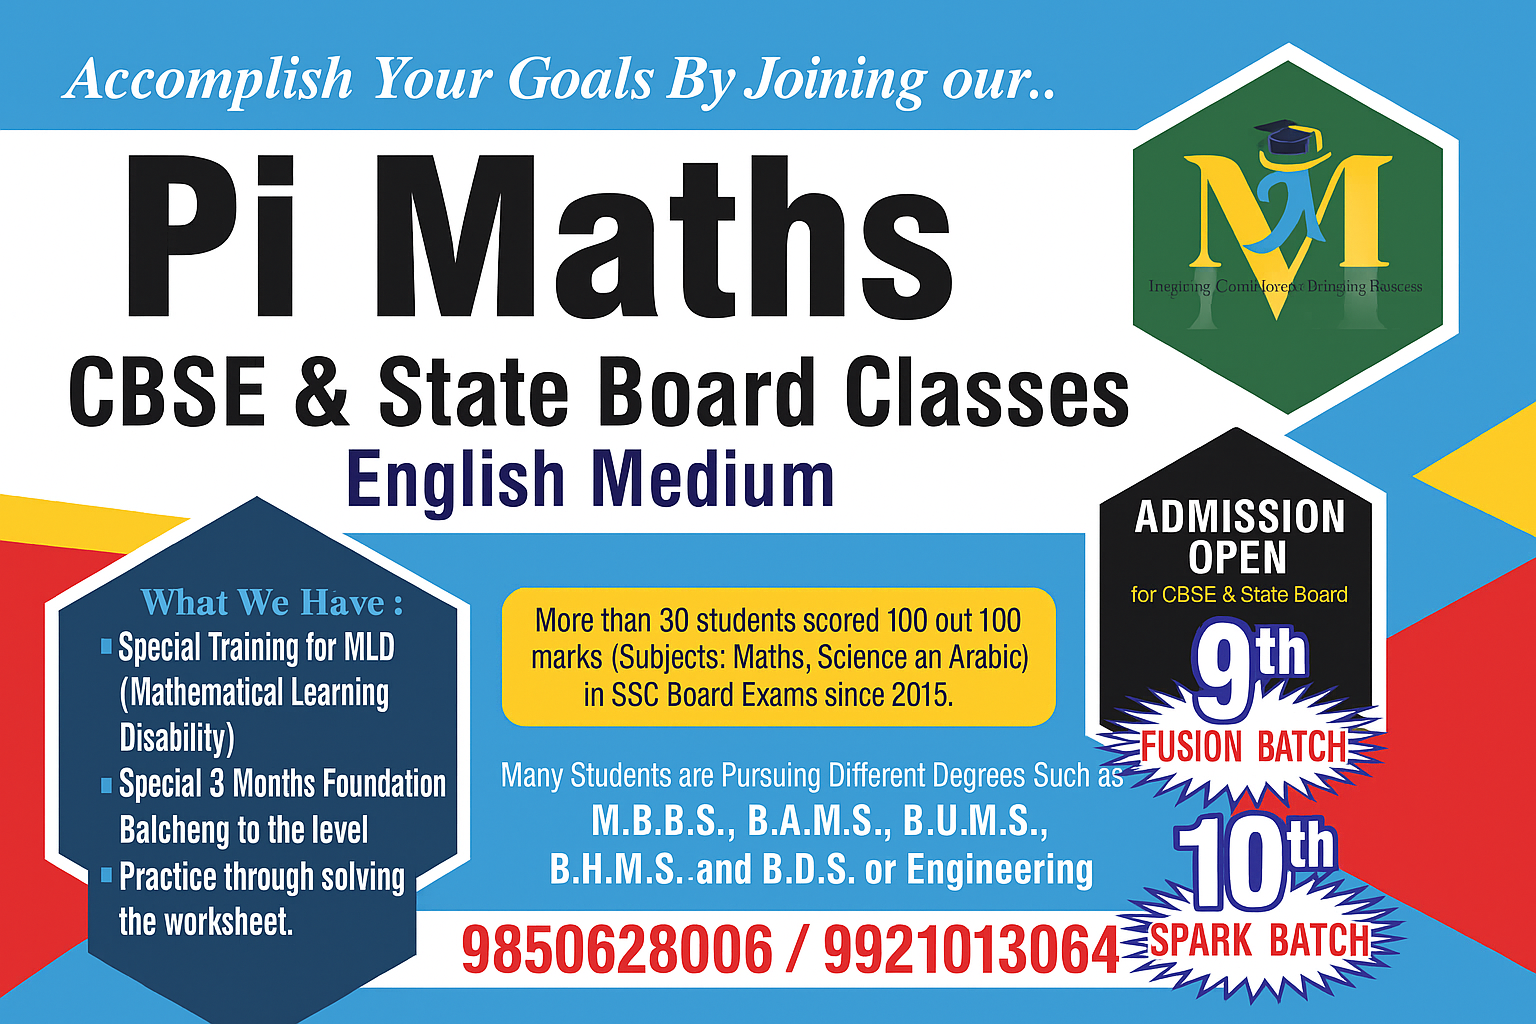 Accomplish Your Goals By Joining our..
Pi Maths
CBSE & State Board Classes
English Medium
What We Have :
Special Training for MLD
(Mathematical Learning
Disability)
Special 3 Months Foundation
Balcheng to the level
Practice through solving
the worksheet.
More than 30 students scored 100 out 100
marks (Subjects: Maths, Science an Arabic)
in SSC Board Exams since 2015.
Many Students are Pursuing Different Degrees Such as
M.B.B.S., B.A.M.S., B.U.M.S.,
B.H.M.S. and B.D.S. or Engineering
9850628006 / 9921013064
ADMISSION
OPEN
for CBSE & State Board
9th
FUSION BATCH
10th
SPARK BATCH